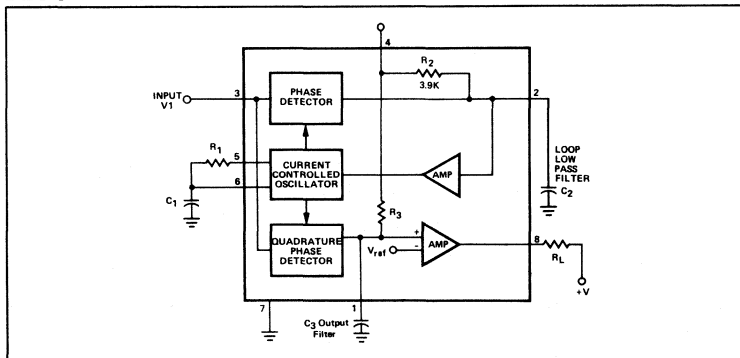 4
R2
3.9K
INPUT
V1
3
PHASE
DETECTOR
2
R1
5
CURRENT
CONTROLLED
OSCILLATOR
AMP
LOOP
LOW
PASS
FILTER
6
C1
C2
R3
QUADRATURE
PHASE
DETECTOR
+
Vref
-
AMP
8
RL
+V
7
1
C3 Output
Filter